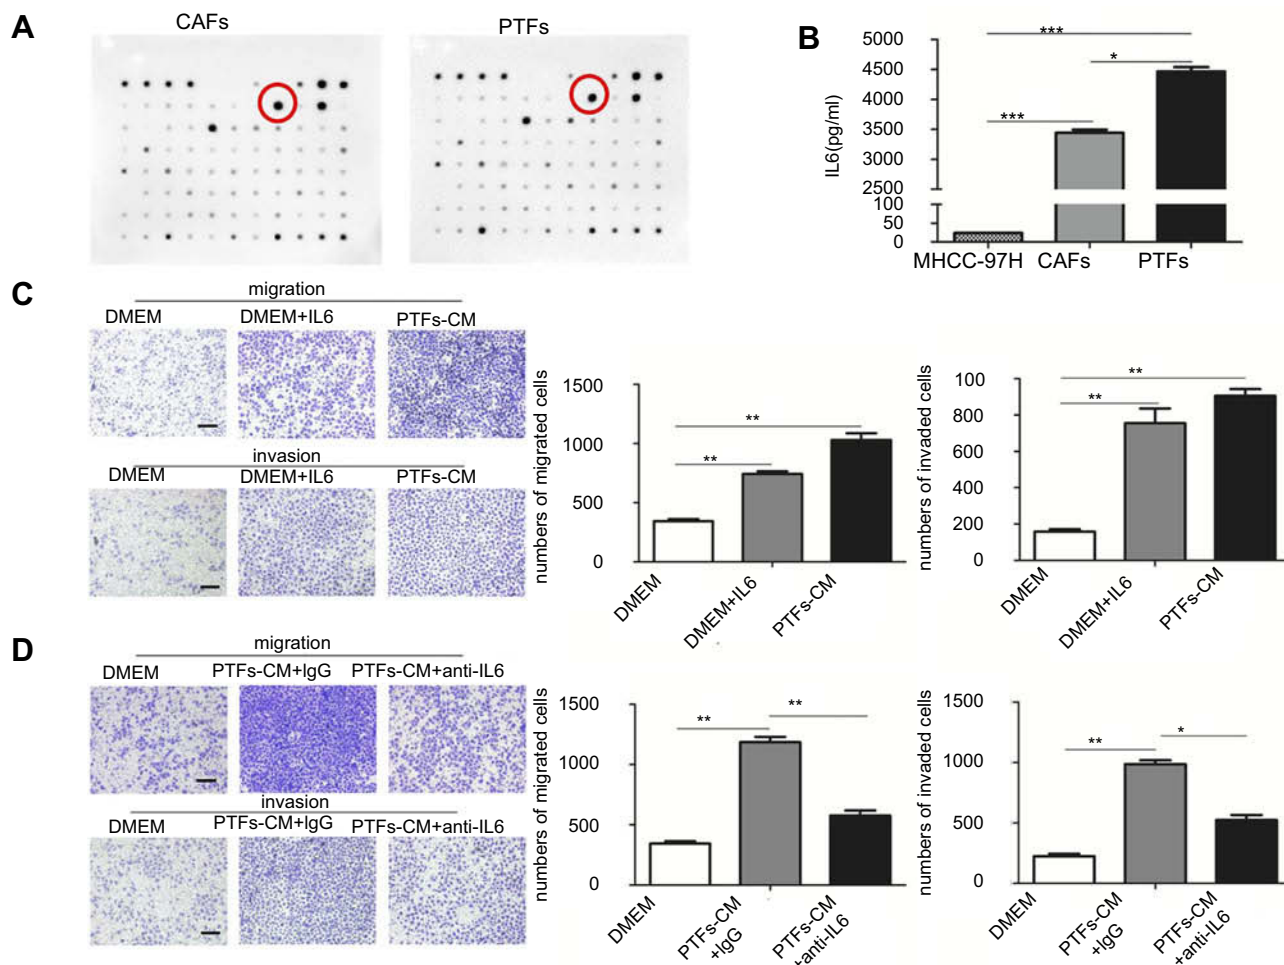 A
CAFs
PTFs
B
IL6(pg/ml)
5000
4500
4000
3500
3000
2500
100
50
0
***
*
***
MHCC-97H CAFs PTFs
C
migration
DMEM DMEM+IL6 PTFs-CM
invasion
DMEM DMEM+IL6 PTFs-CM
numbers of migrated cells
1500
1000
500
0
**
**
DMEM
DMEM+IL6
PTFs-CM
numbers of invaded cells
100
800
600
400
200
0
**
**
DMEM
DMEM+IL6
PTFs-CM
D
migration
DMEM PTFs-CM+IgG PTFs-CM+anti-IL6
invasion
DMEM PTFs-CM+IgG PTFs-CM+anti-IL6
numbers of migrated cells
1500
1000
500
0
**
**
DMEM
PTFs-CM
+IgG
PTFs-CM
+anti-IL6
numbers of invaded cells
1500
1000
500
0
**
*
DMEM
PTFs-CM
+IgG
PTFs-CM
+anti-IL6